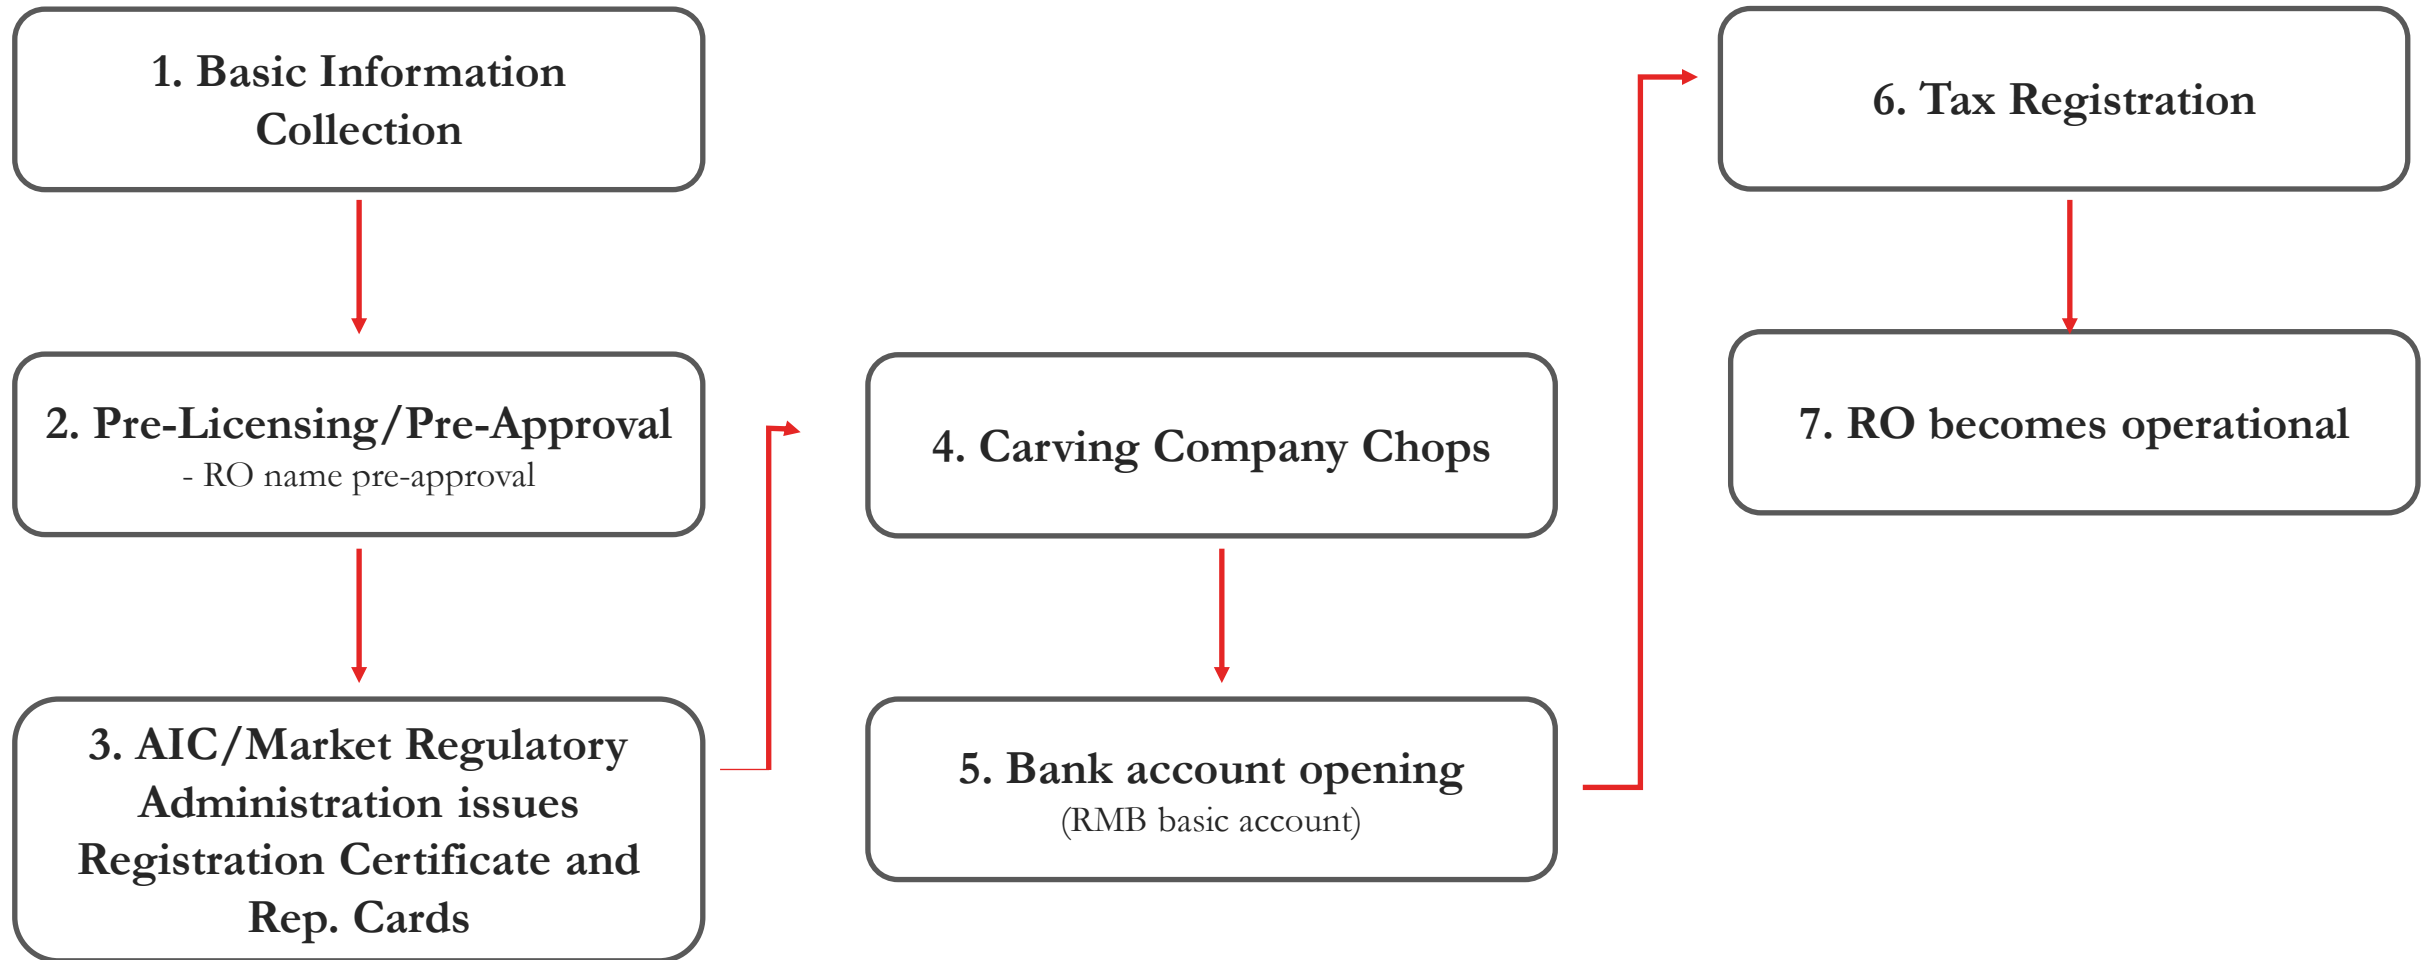 1. Basic Information
Collection
2. Pre-Licensing/Pre-Approval
- RO name pre-approval
3. AIC/Market Regulatory
Administration issues
Registration Certificate and
Rep. Cards
4. Carving Company Chops
5. Bank account opening
(RMB basic account)
6. Tax Registration
7. RO becomes operational